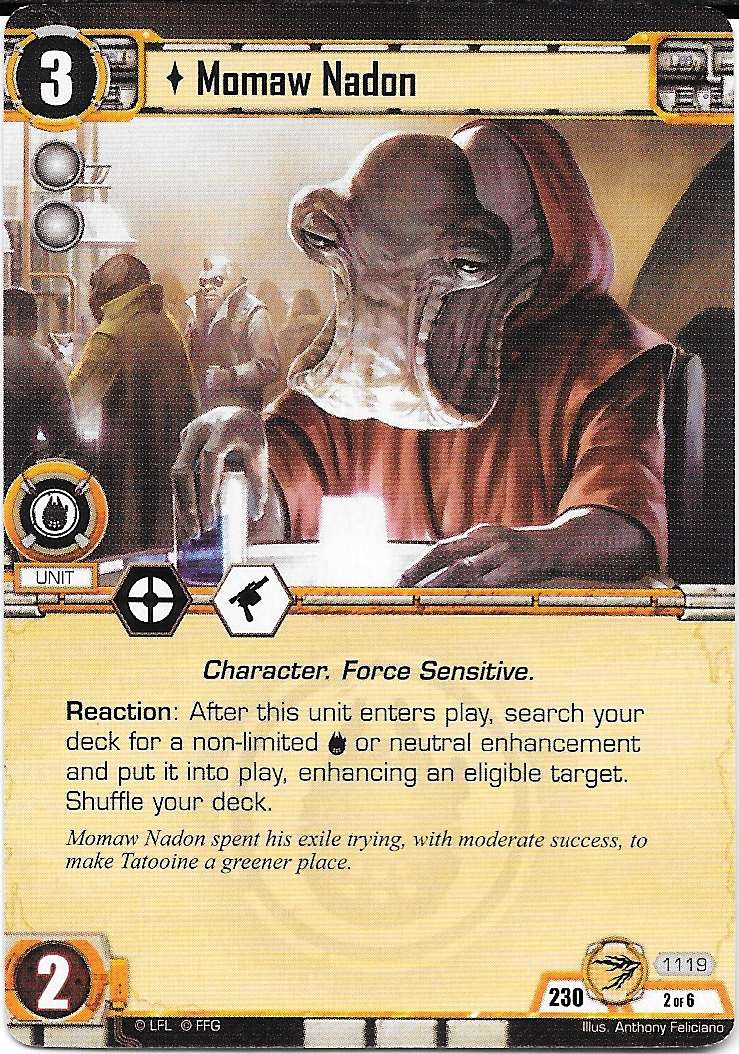 3
Momaw Nadon
UNIT
Character. Force Sensitive.
Reaction: After this unit enters play, search your
deck for a non-limited or neutral enhancement
and put it into play, enhancing an eligible target.
Shuffle your deck.
Momaw Nadon spent his exile trying, with moderate success, to
make Tatooine a greener place.
2
230
1119
2 OF 6
© LFL © FFG
Illus. Anthony Feliciano